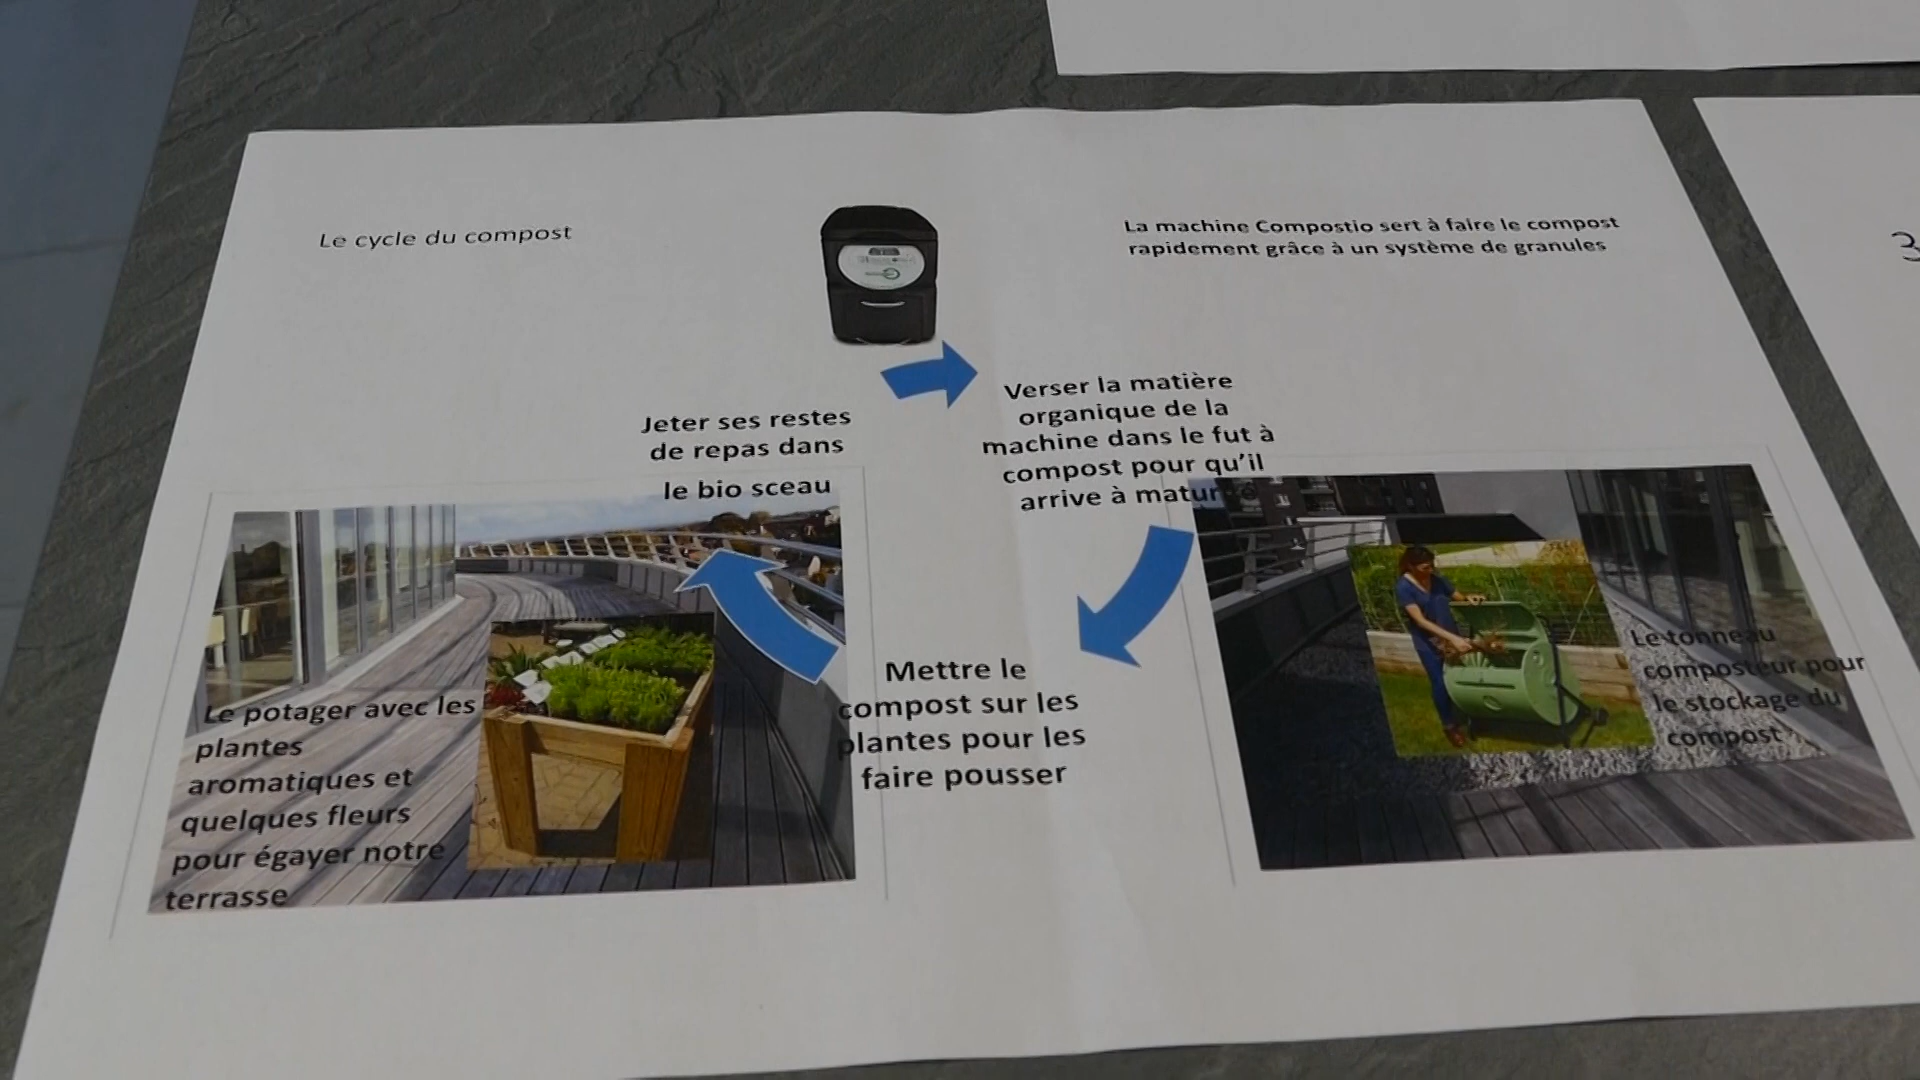 Le cycle du compost
La machine Compostio sert à faire le compost
rapidement grâce à un système de granules
Jeter ses restes
de repas dans
le bio sceau
Verser la matière
organique de la
machine dans le fut à
compost pour qu'il
arrive à maturité
Mettre le
compost sur les
plantes pour les
faire pousser
Le potager avec les
plantes
aromatiques et
quelques fleurs
pour égayer notre
terrasse
Le tonneau
composteur pour
le stockage du
compost
3